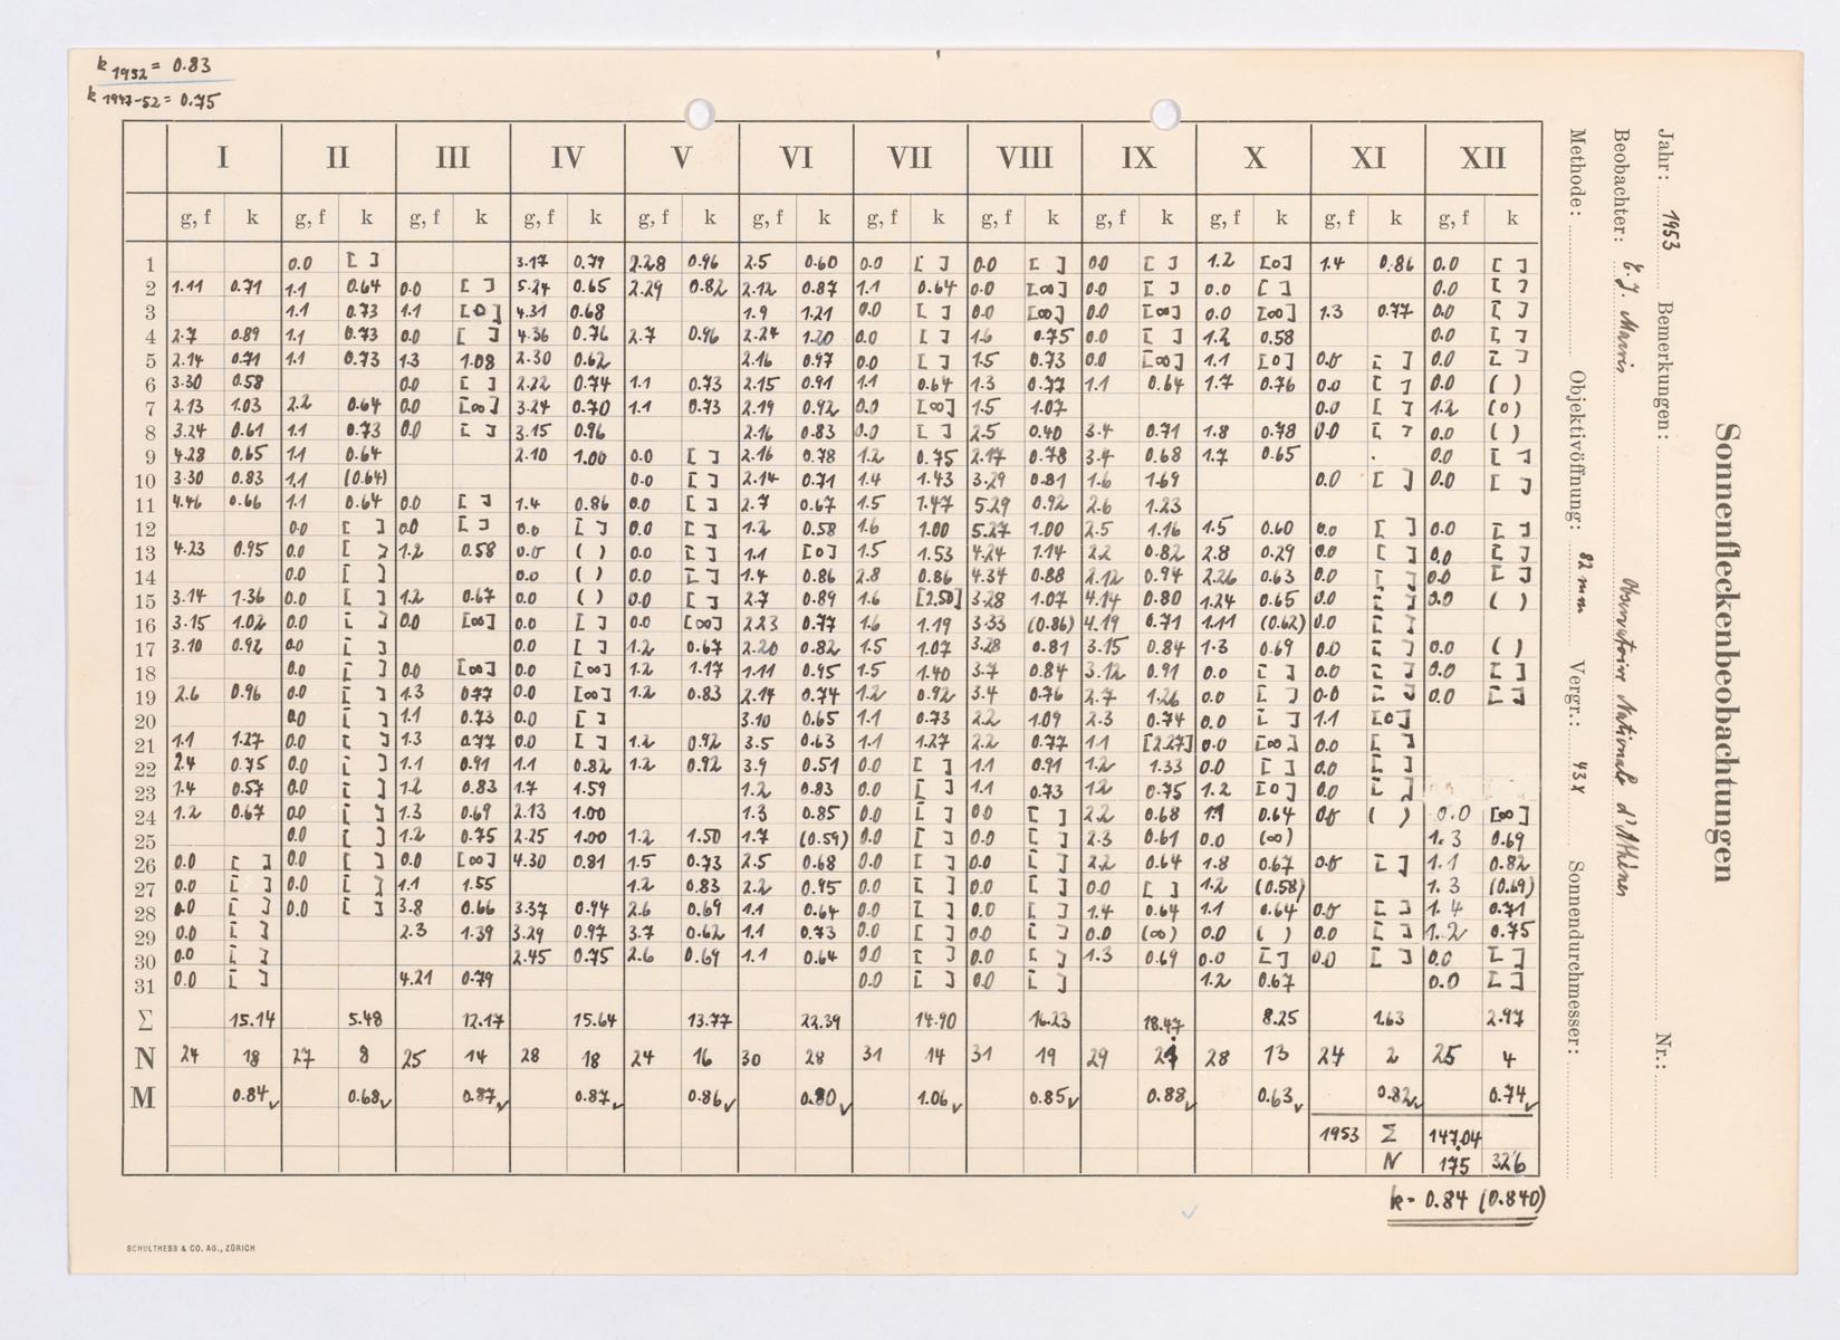 k 1952 = 0.83
k 1947-52 = 0.75
I II III IV V VI VII VIII IX X XI XII
g, f k g, f k g, f k g, f k g, f k g, f k g, f k g, f k g, f k g, f k g, f k g, f k
1 0.0 [ ] 3.17 0.79 2.28 0.96 2.5 0.60 0.0 [ ] 0.0 [ ] 0.0 [ ] 1.2 [0] 1.4 0.86 0.0 [ ]
2 1.11 0.71 1.1 0.64 0.0 [ ] 5.24 0.65 2.29 0.82 2.12 0.87 1.1 0.64 0.0 [∞] 0.0 [ ] 0.0 [ ] 0.0 [ ]
3 1.1 0.73 1.1 [0] 4.31 0.68 1.9 1.21 0.0 [ ] 0.0 [∞] 0.0 [∞] 0.0 [∞] 1.3 0.77 0.0 [ ]
4 2.7 0.89 1.1 0.73 0.0 [ ] 4.36 0.76 2.7 0.96 2.24 1.20 0.0 [ ] 1.6 0.75 0.0 [ ] 1.2 0.58 0.0 [ ]
5 2.14 0.71 1.1 0.73 1.3 1.08 2.30 0.62 2.16 0.97 0.0 [ ] 1.5 0.73 0.0 [∞] 1.1 [0] 0.0 [ ] 0.0 [ ]
6 3.30 0.58 0.0 [ ] 2.22 0.74 1.1 0.73 2.15 0.91 1.1 0.64 1.3 0.77 1.1 0.64 1.7 0.76 0.0 [ ] 0.0 ( )
7 2.13 1.03 2.2 0.64 0.0 [∞] 3.24 0.70 1.1 0.73 2.19 0.92 0.0 [∞] 1.5 1.07 0.0 [ ] 1.2 (0)
8 3.24 0.61 1.1 0.73 0.0 [ ] 3.15 0.96 2.16 0.83 0.0 [ ] 2.5 0.40 3.4 0.71 1.8 0.78 0.0 [ ] 0.0 ( )
9 4.28 0.65 1.1 0.64 2.10 1.00 0.0 [ ] 2.16 0.78 1.2 0.75 2.17 0.78 3.4 0.68 1.7 0.65 0.0 [ ]
10 3.30 0.83 1.1 (0.64) 0.0 [ ] 2.14 0.71 1.4 1.43 3.29 0.81 1.6 1.69 0.0 [ ] 0.0 [ ]
11 4.46 0.66 1.1 0.64 0.0 [ ] 1.4 0.86 0.0 [ ] 2.7 0.67 1.5 1.47 5.29 0.92 2.6 1.23
12 0.0 [ ] 0.0 [ ] 0.0 [ ] 0.0 [ ] 1.2 0.58 1.6 1.00 5.27 1.00 2.5 1.16 1.5 0.60 0.0 [ ] 0.0 [ ]
13 4.23 0.95 0.0 [ ] 1.2 0.58 0.0 ( ) 0.0 [ ] 1.1 [0] 1.5 1.53 4.24 1.14 2.2 0.82 2.8 0.29 0.0 [ ] 0.0 [ ]
14 0.0 [ ] 0.0 ( ) 0.0 [ ] 1.4 0.86 2.8 0.86 4.34 0.88 2.12 0.94 2.26 0.63 0.0 [ ] 0.0 [ ]
15 3.14 1.36 0.0 [ ] 1.2 0.67 0.0 ( ) 0.0 [ ] 2.7 0.89 1.6 [2.50] 3.28 1.07 4.14 0.80 1.24 0.65 0.0 [ ] 0.0 ( )
16 3.15 1.02 0.0 [ ] 0.0 [∞] 0.0 [ ] 0.0 [∞] 2.23 0.77 1.6 1.19 3.33 (0.86) 4.19 0.71 1.11 (0.62) 0.0 [ ]
17 3.10 0.92 0.0 [ ] 0.0 [ ] 1.2 0.67 2.20 0.82 1.5 1.07 3.28 0.81 3.15 0.84 1.3 0.69 0.0 [ ] 0.0 ( )
18 0.0 [ ] 0.0 [∞] 0.0 [∞] 1.2 1.17 1.11 0.95 1.5 1.40 3.7 0.84 3.12 0.91 0.0 [ ] 0.0 [ ] 0.0 [ ]
19 2.6 0.96 0.0 [ ] 1.3 0.77 0.0 [∞] 1.2 0.83 2.14 0.74 1.2 0.92 3.4 0.76 2.7 1.26 0.0 [ ] 0.0 [ ] 0.0 [ ]
20 0.0 [ ] 1.1 0.73 0.0 [ ] 3.10 0.65 1.1 0.73 2.2 1.09 2.3 0.74 0.0 [ ] 1.1 [0]
21 1.1 1.27 0.0 [ ] 1.3 0.77 0.0 [ ] 1.2 0.92 3.5 0.63 1.1 1.27 2.2 0.77 1.1 [2.27] 0.0 [∞] 0.0 [ ]
22 2.4 0.75 0.0 [ ] 1.1 0.91 1.1 0.82 1.2 0.92 3.9 0.51 0.0 [ ] 1.1 0.91 1.2 1.33 0.0 [ ] 0.0 [ ]
23 1.4 0.57 0.0 [ ] 1.2 0.83 1.7 1.59 1.2 0.83 0.0 [ ] 1.1 0.73 1.2 0.75 1.2 [0] 0.0 [ ]
24 1.2 0.67 0.0 [ ] 1.3 0.69 2.13 1.00 1.3 0.85 0.0 [ ] 0.0 [ ] 2.2 0.68 1.1 0.64 0.0 ( ) 0.0 [∞]
25 0.0 [ ] 1.2 0.75 2.25 1.00 1.2 1.50 1.7 (0.59) 0.0 [ ] 0.0 [ ] 2.3 0.61 0.0 (∞) 1.3 0.69
26 0.0 [ ] 0.0 [ ] 0.0 [∞] 4.30 0.81 1.5 0.73 2.5 0.68 0.0 [ ] 0.0 [ ] 2.2 0.64 1.8 0.67 0.0 [ ] 1.1 0.82
27 0.0 [ ] 0.0 [ ] 1.1 1.55 1.2 0.83 2.2 0.95 0.0 [ ] 0.0 [ ] 0.0 [ ] 1.2 (0.58) 1.3 (0.69)
28 0.0 [ ] 0.0 [ ] 3.8 0.66 3.37 0.94 2.6 0.69 1.1 0.64 0.0 [ ] 0.0 [ ] 1.4 0.64 1.1 0.64 0.0 [ ] 1.4 0.71
29 0.0 [ ] 2.3 1.39 3.29 0.97 3.7 0.62 1.1 0.73 0.0 [ ] 0.0 [ ] 0.0 (∞) 0.0 ( ) 0.0 [ ] 1.2 0.75
30 0.0 [ ] 2.45 0.75 2.6 0.69 1.1 0.64 0.0 [ ] 0.0 [ ] 1.3 0.69 0.0 [ ] 0.0 [ ] 0.0 [ ]
31 0.0 [ ] 4.21 0.79 0.0 [ ] 0.0 [ ] 1.2 0.67 0.0 [ ]
Σ 15.14 5.48 12.17 15.64 13.77 22.39 14.90 16.23 18.47 8.25 1.63 2.97
N 24 18 27 8 25 14 28 18 24 16 30 28 31 14 31 19 29 21 28 13 24 2 25 4
M 0.84✓ 0.68✓ 0.87✓ 0.87✓ 0.86✓ 0.80✓ 1.06✓ 0.85✓ 0.88✓ 0.63✓ 0.82✓ 0.74✓
1953 Σ 147.04
N 175 326
k = 0.84 (0.840)
SCHULTHESS & CO. AG., ZÜRICH
Sonnenfleckenbeobachtungen
Jahr: 1953 Bemerkungen: Nr.:
Beobachter: Observatoire National d'Athènes
Methode: Objektivöffnung: 82 mm Vergr.: 43 x Sonnendurchmesser: